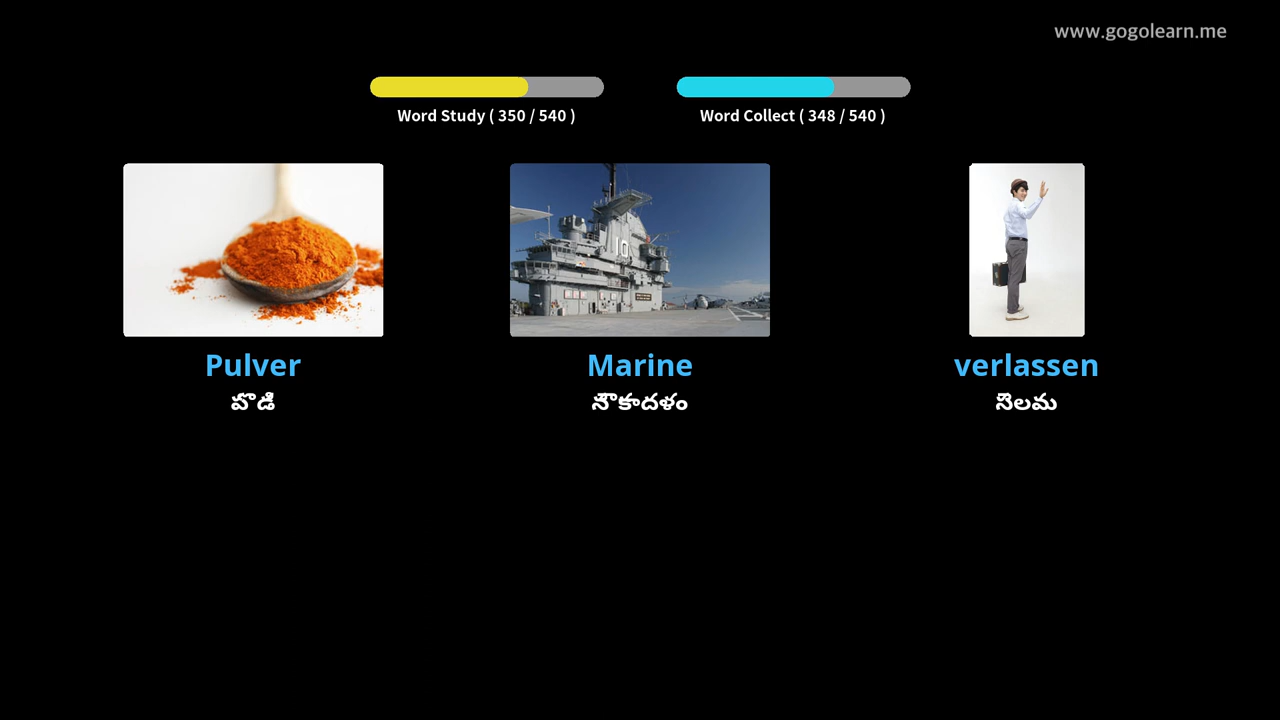 www.gogolearn.me
Word Study ( 350 / 540 )
Word Collect ( 348 / 540 )
Pulver
Marine
verlassen
పొడి
నౌకాదళం
సెలవు